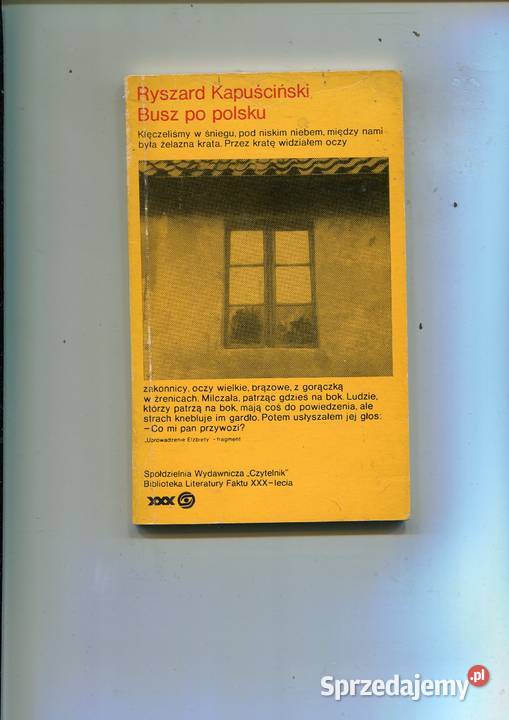 Ryszard Kapuściński
Busz po polsku
Klęczeliśmy w śniegu, pod niskim niebem, między nami
była żelazna krata. Przez kratę widziałem oczy
zakonnicy, oczy wielkie, brązowe, z gorączką
w źrenicach. Milczała, patrząc gdzieś na bok. Ludzie,
którzy patrzą na bok, mają coś do powiedzenia, ale
strach knebluje im gardło. Potem usłyszałem jej głos:
—Co mi pan przywozi?
„Uprowadzenie Elżbiety" - fragment
Spółdzielnia Wydawnicza „Czytelnik"
Biblioteka Literatury Faktu XXX-lecia
XXX
Sprzedajemy.pl